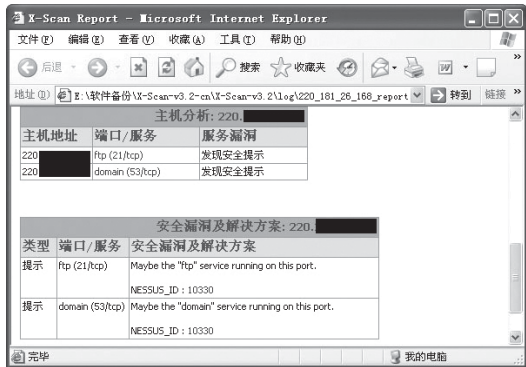 X-Scan Report - Microsoft Internet Explorer
文件(F) 编辑(E) 查看(V) 收藏(A) 工具(T) 帮助(H)
后退 搜索 收藏夹
地址(D) E:\软件备份\X-Scan-v3.2-cn\X-Scan-v3.2\log\220_181_26_168_report 转到 链接 »
主机分析: 220.
主机地址 端口/服务 服务漏洞
220 ftp (21/tcp) 发现安全提示
220 domain (53/tcp) 发现安全提示
安全漏洞及解决方案: 220.
类型 端口/服务 安全漏洞及解决方案
提示 ftp (21/tcp) Maybe the "ftp" service running on this port.
NESSUS_ID : 10330
提示 domain (53/tcp) Maybe the "domain" service running on this port.
NESSUS_ID : 10330
完毕 我的电脑